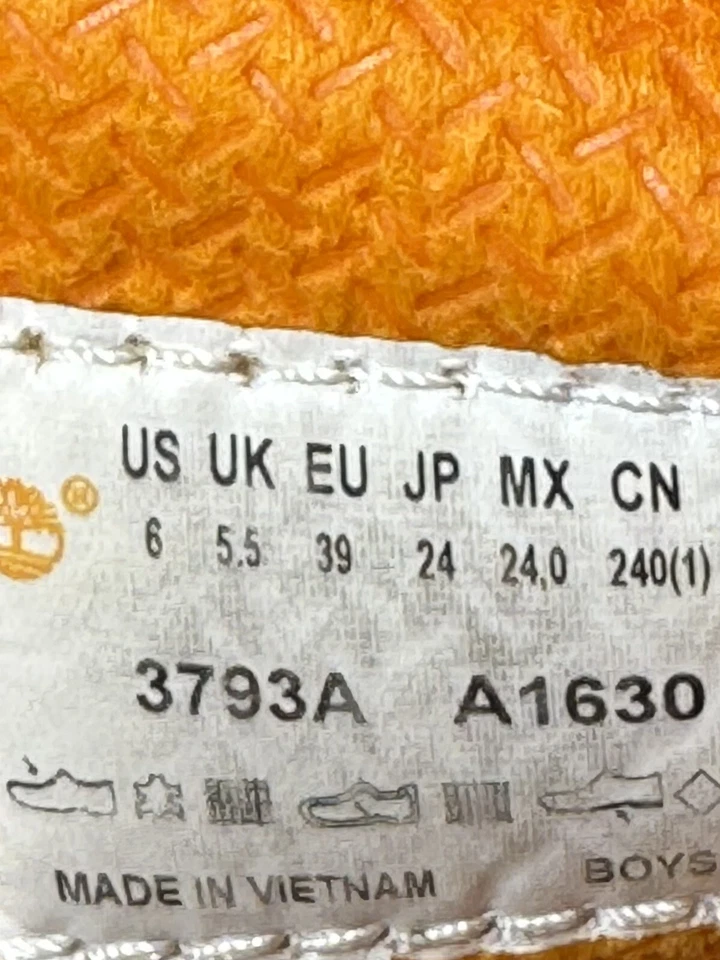 US UK EU JP MX CN
®
6 5.5 39 24 24,0 240(1)
3793A A1630
MADE IN VIETNAM BOYS